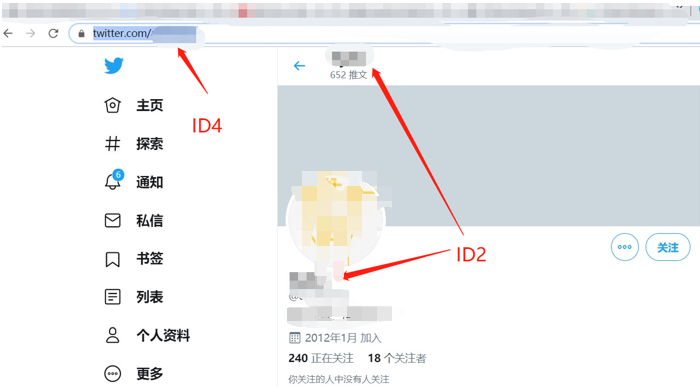 twitter.com/
ID4
652 推文
主页
探索
6
通知
私信
书签
列表
个人资料
更多
ID2
关注
@
2012年1月 加入
240 正在关注 18 个关注者
你关注的人中没有人关注